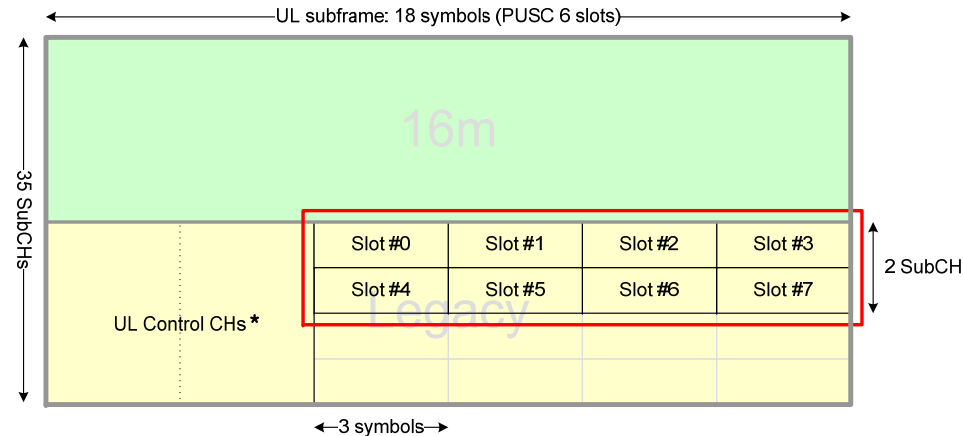 UL subframe: 18 symbols (PUSC 6 slots)
16m
35 SubCHs
Slot #0 Slot #1 Slot #2 Slot #3
2 SubCH
Slot #4 Slot #5 Slot #6 Slot #7
Legacy
UL Control CHs *
3 symbols